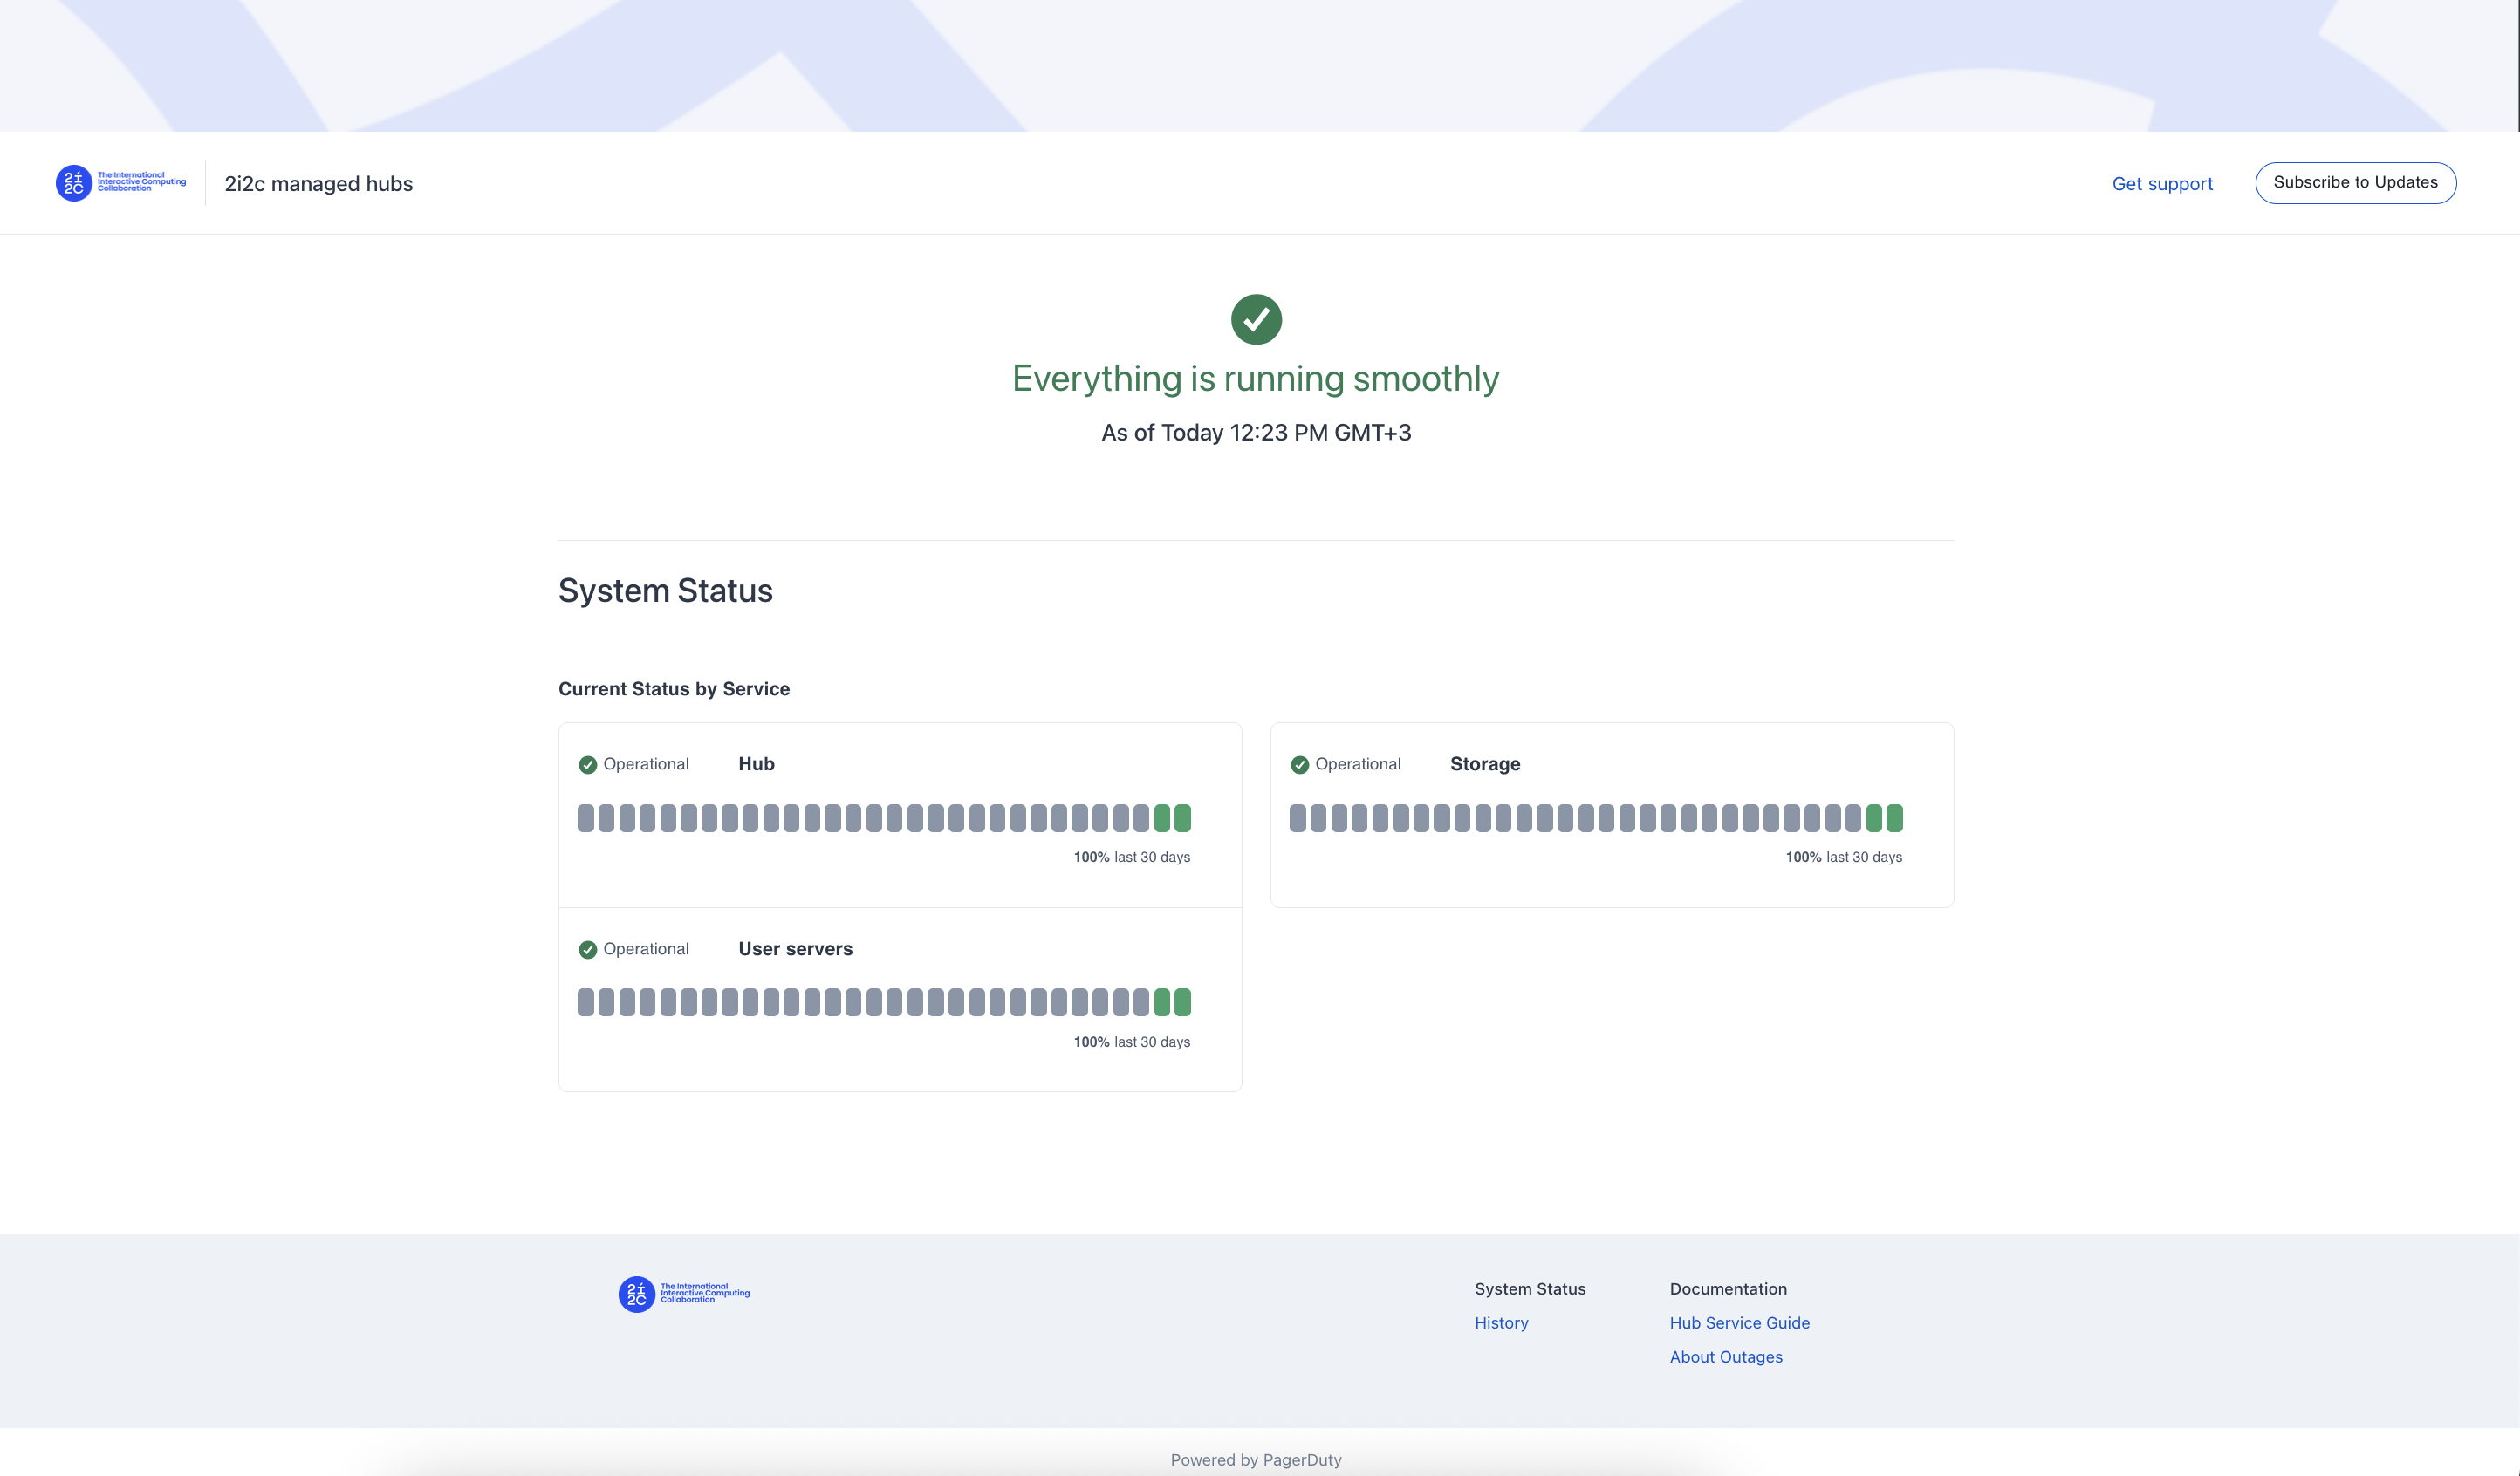 2i2c
The International
Interactive Computing
Collaboration
2i2c managed hubs
Get support
Subscribe to Updates
Everything is running smoothly
As of Today 12:23 PM GMT+3
System Status
Current Status by Service
Operational Hub
100% last 30 days
Operational Storage
100% last 30 days
Operational User servers
100% last 30 days
2i2c
The International
Interactive Computing
Collaboration
System Status
History
Documentation
Hub Service Guide
About Outages
Powered by PagerDuty